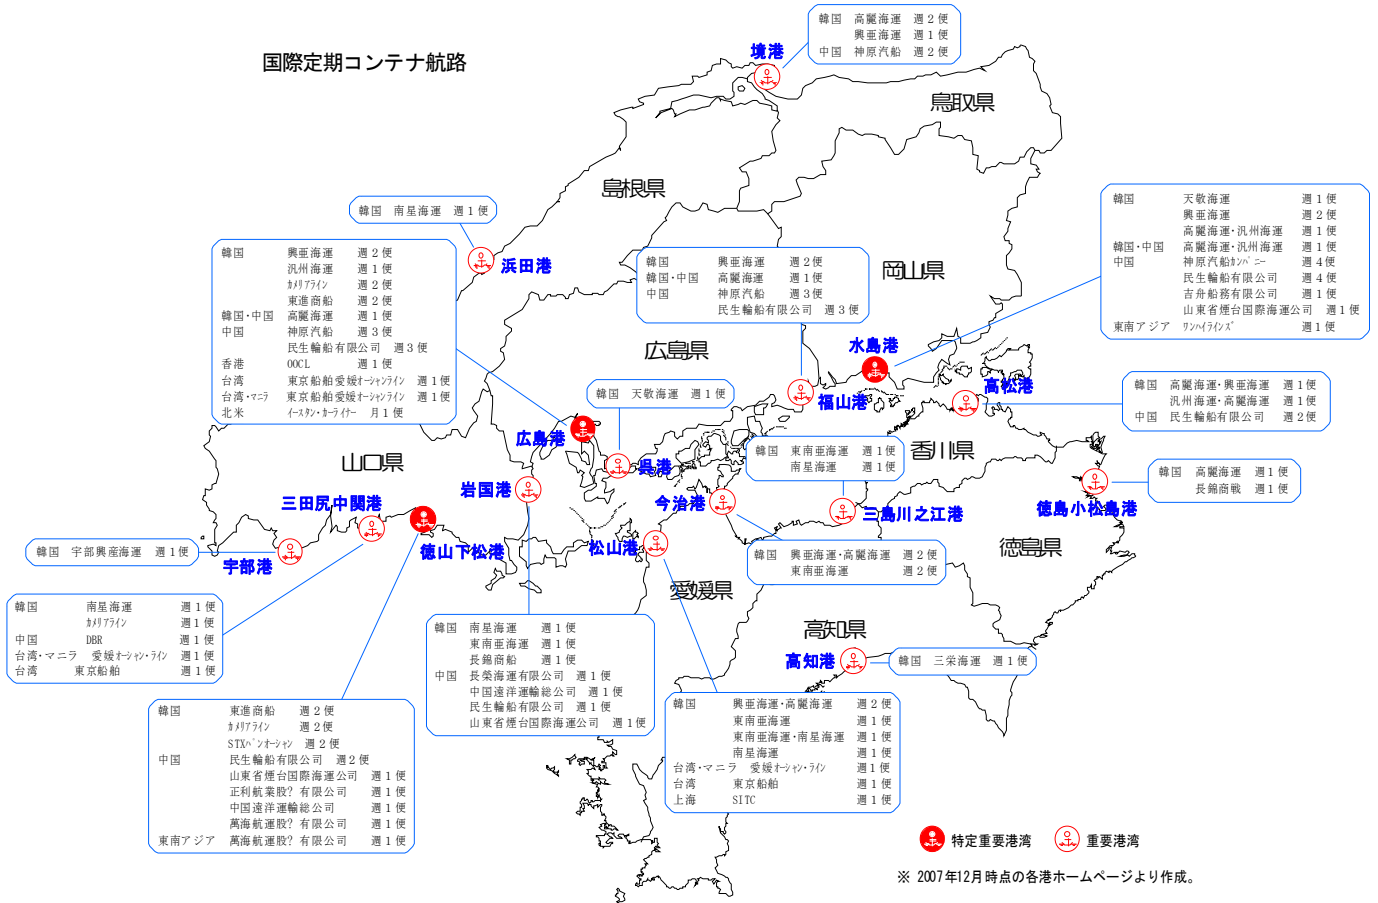 国際定期コンテナ航路
韓国 高麗海運 週２便
興亜海運 週１便
中国 神原汽船 週２便
境港
鳥取県
島根県
韓国 南星海運 週１便
浜田港
韓国 天敬海運 週１便
興亜海運 週２便
高麗海運・汎州海運 週１便
韓国・中国 高麗海運・汎州海運 週１便
中国 神原汽船ｶﾝﾊﾟﾆｰ 週４便
民生輪船有限公司 週４便
吉舟船務有限公司 週１便
山東省煙台国際海運公司 週１便
東南アジア ﾜﾝﾊｲﾗｲﾝｽﾞ 週１便
韓国 興亜海運 週２便
汎州海運 週１便
ｶﾒﾘｱﾗｲﾝ 週２便
東進商船 週２便
韓国・中国 高麗海運 週１便
中国 神原汽船 週３便
民生輪船有限公司 週３便
香港 OOCL 週１便
台湾 東京船舶愛媛ｵｰｼｬﾝﾗｲﾝ 週１便
台湾・ﾏﾆﾗ 東京船舶愛媛ｵｰｼｬﾝﾗｲﾝ 週１便
北米 ｲｰｽﾀﾝ・ｶｰﾗｲﾅｰ 月１便
韓国 興亜海運 週２便
韓国・中国 高麗海運 週１便
中国 神原汽船 週３便
民生輪船有限公司 週３便
岡山県
広島県
水島港
福山港
高松港
韓国 高麗海運・興亜海運 週１便
汎州海運・高麗海運 週１便
中国 民生輪船有限公司 週２便
韓国 天敬海運 週１便
広島港
呉港
山口県
岩国港
韓国 東南亜海運 週１便
南星海運 週１便
香川県
韓国 高麗海運 週１便
長錦商戦 週１便
三田尻中関港
今治港
三島川之江港
徳島小松島港
韓国 宇部興産海運 週１便
宇部港
徳山下松港
松山港
韓国 興亜海運・高麗海運 週２便
東南亜海運 週２便
徳島県
愛媛県
韓国 南星海運 週１便
ｶﾒﾘｱﾗｲﾝ 週１便
中国 DBR 週１便
台湾・マニラ 愛媛ｵｰｼｬﾝ・ﾗｲﾝ 週１便
台湾 東京船舶 週１便
韓国 南星海運 週１便
東南亜海運 週１便
長錦商船 週１便
中国 長榮海運有限公司 週１便
中国遠洋運輸総公司 週１便
民生輪船有限公司 週１便
山東省煙台国際海運公司 週１便
高知県
高知港
韓国 三栄海運 週１便
韓国 東進商船 週２便
ｶﾒﾘｱﾗｲﾝ 週２便
STXﾊﾟﾝｵｰｼｬﾝ 週２便
中国 民生輪船有限公司 週２便
山東省煙台国際海運公司 週１便
正利航業股? 有限公司 週１便
中国遠洋運輸総公司 週１便
萬海航運股? 有限公司 週１便
東南アジア 萬海航運股? 有限公司 週１便
韓国 興亜海運・高麗海運 週２便
東南亜海運 週１便
東南亜海運・南星海運 週１便
南星海運 週１便
台湾・マニラ 愛媛ｵｰｼｬﾝ・ﾗｲﾝ 週１便
台湾 東京船舶 週１便
上海 SITC 週１便
特定重要港湾 重要港湾
※ 2007年12月時点の各港ホームページより作成。